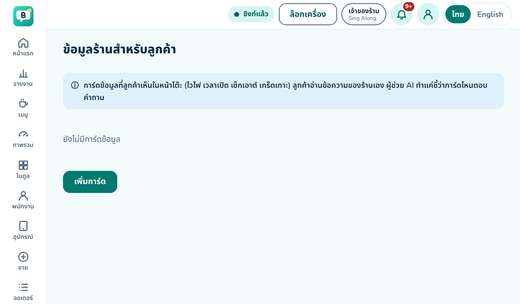 B
ซิงก์แล้ว
ล็อกเครื่อง
เจ้าของร้าน
Sing Along
9+
ไทย
English
หน้าแรก
รายงาน
เมนู
ภาพรวม
โมดูล
พนักงาน
อุปกรณ์
ขาย
ออเดอร์
ข้อมูลร้านสำหรับลูกค้า
การ์ดข้อมูลที่ลูกค้าเห็นในหน้าโต๊ะ (ไวไฟ เวลาเปิด เช็กเอาต์ เกร็ดเกาะ) ลูกค้าอ่านข้อความของร้านเอง ผู้ช่วย AI ทำแค่ชี้ว่าการ์ดไหนตอบ
คำถาม
ยังไม่มีการ์ดข้อมูล
เพิ่มการ์ด